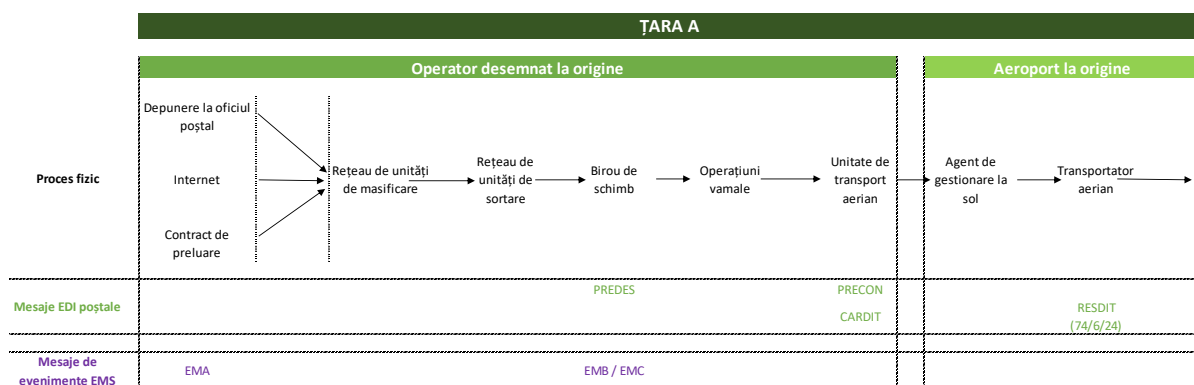 ȚARA A
Operator desemnat la origine
Aeroport la origine
Proces fizic
Depunere la oficiul
poștal
Internet
Contract de
preluare
Rețeau de unități
de masificare
Rețeau de
unități de
sortare
Birou de
schimb
Operațiuni
vamale
Unitate de
transport
aerian
Agent de
gestionare la
sol
Transportator
aerian
Mesaje EDI poștale
PREDES
PRECON
CARDIT
RESDIT
(74/6/24)
Mesaje de
evenimente EMS
EMA
EMB / EMC